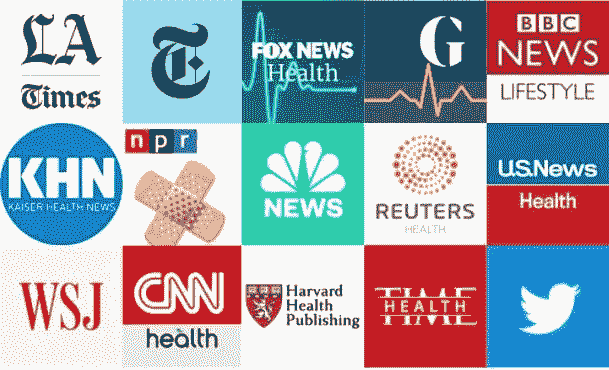 LA
Times
T
FOX NEWS
Health
G
BBC
NEWS
LIFESTYLE
KHN
KAISER HEALTH NEWS
npr
NEWS
REUTERS
HEALTH
U.S.News
Health
WSJ
CNN
health
Harvard
Health
Publishing
TIME
HEALTH